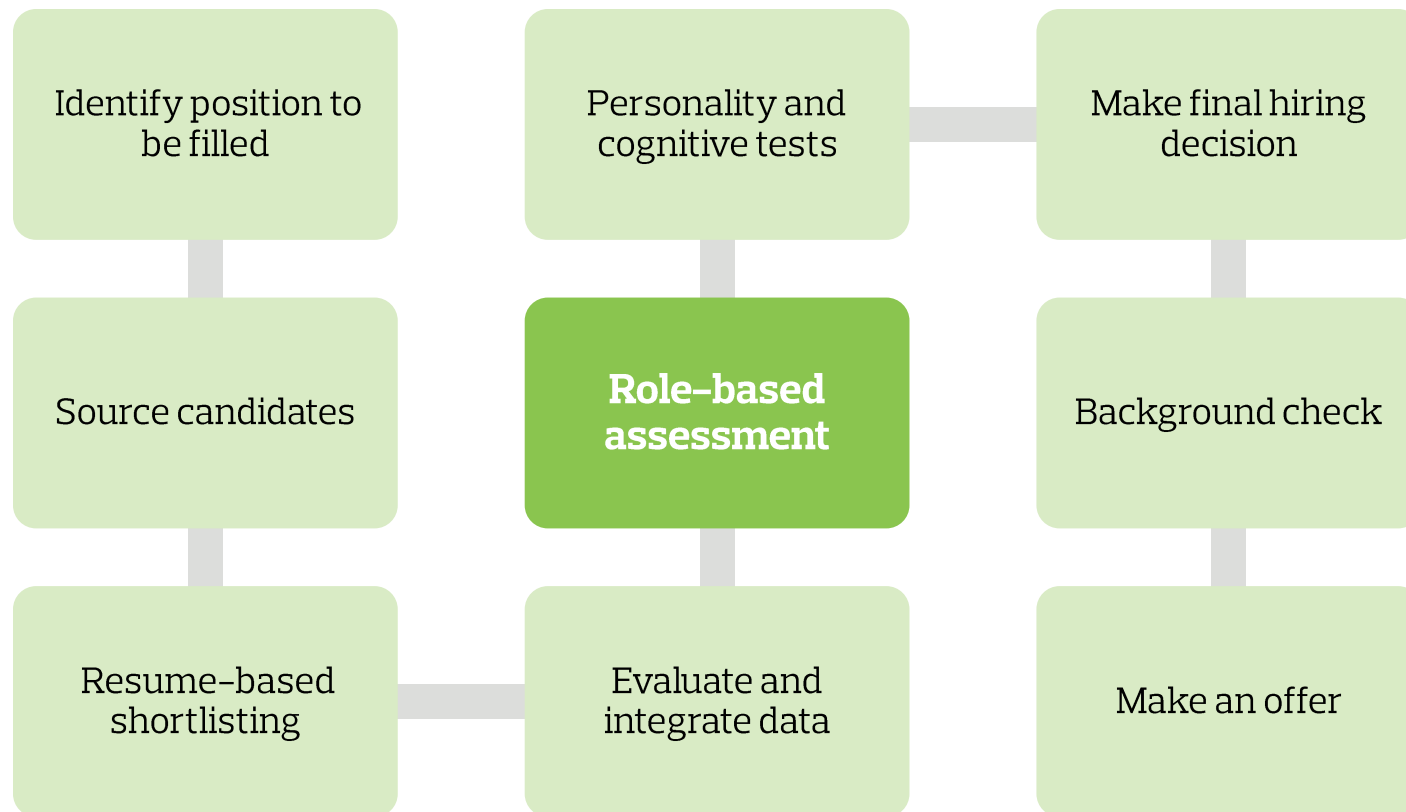 Identify position to
be filled
Source candidates
Resume-based
shortlisting
Evaluate and
integrate data
Role-based
assessment
Personality and
cognitive tests
Make final hiring
decision
Background check
Make an offer